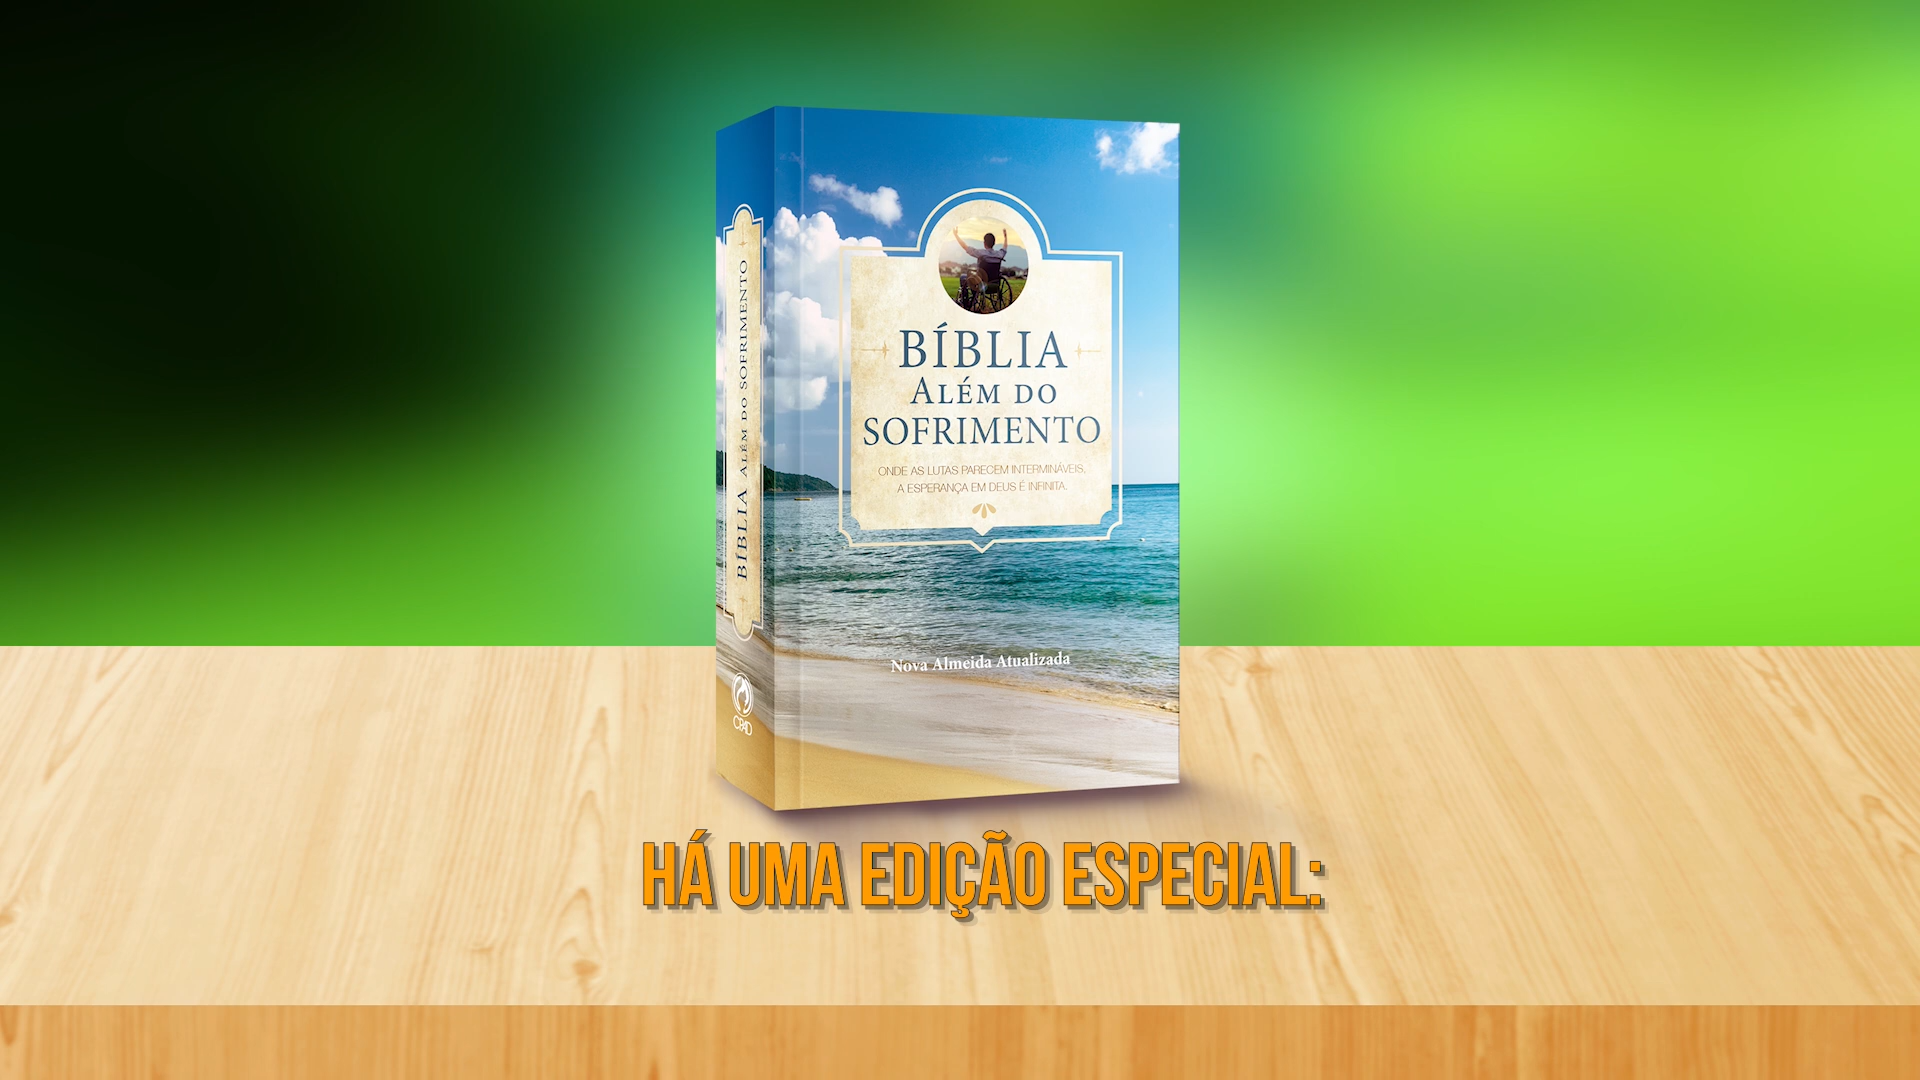 BÍBLIA
ALÉM DO
SOFRIMENTO
ONDE AS LUTAS PARECEM INTERMINÁVEIS,
A ESPERANÇA EM DEUS É INFINITA.
Nova Almeida Atualizada
BÍBLIA ALÉM DO SOFRIMENTO
CPAD
HÁ UMA EDIÇÃO ESPECIAL: